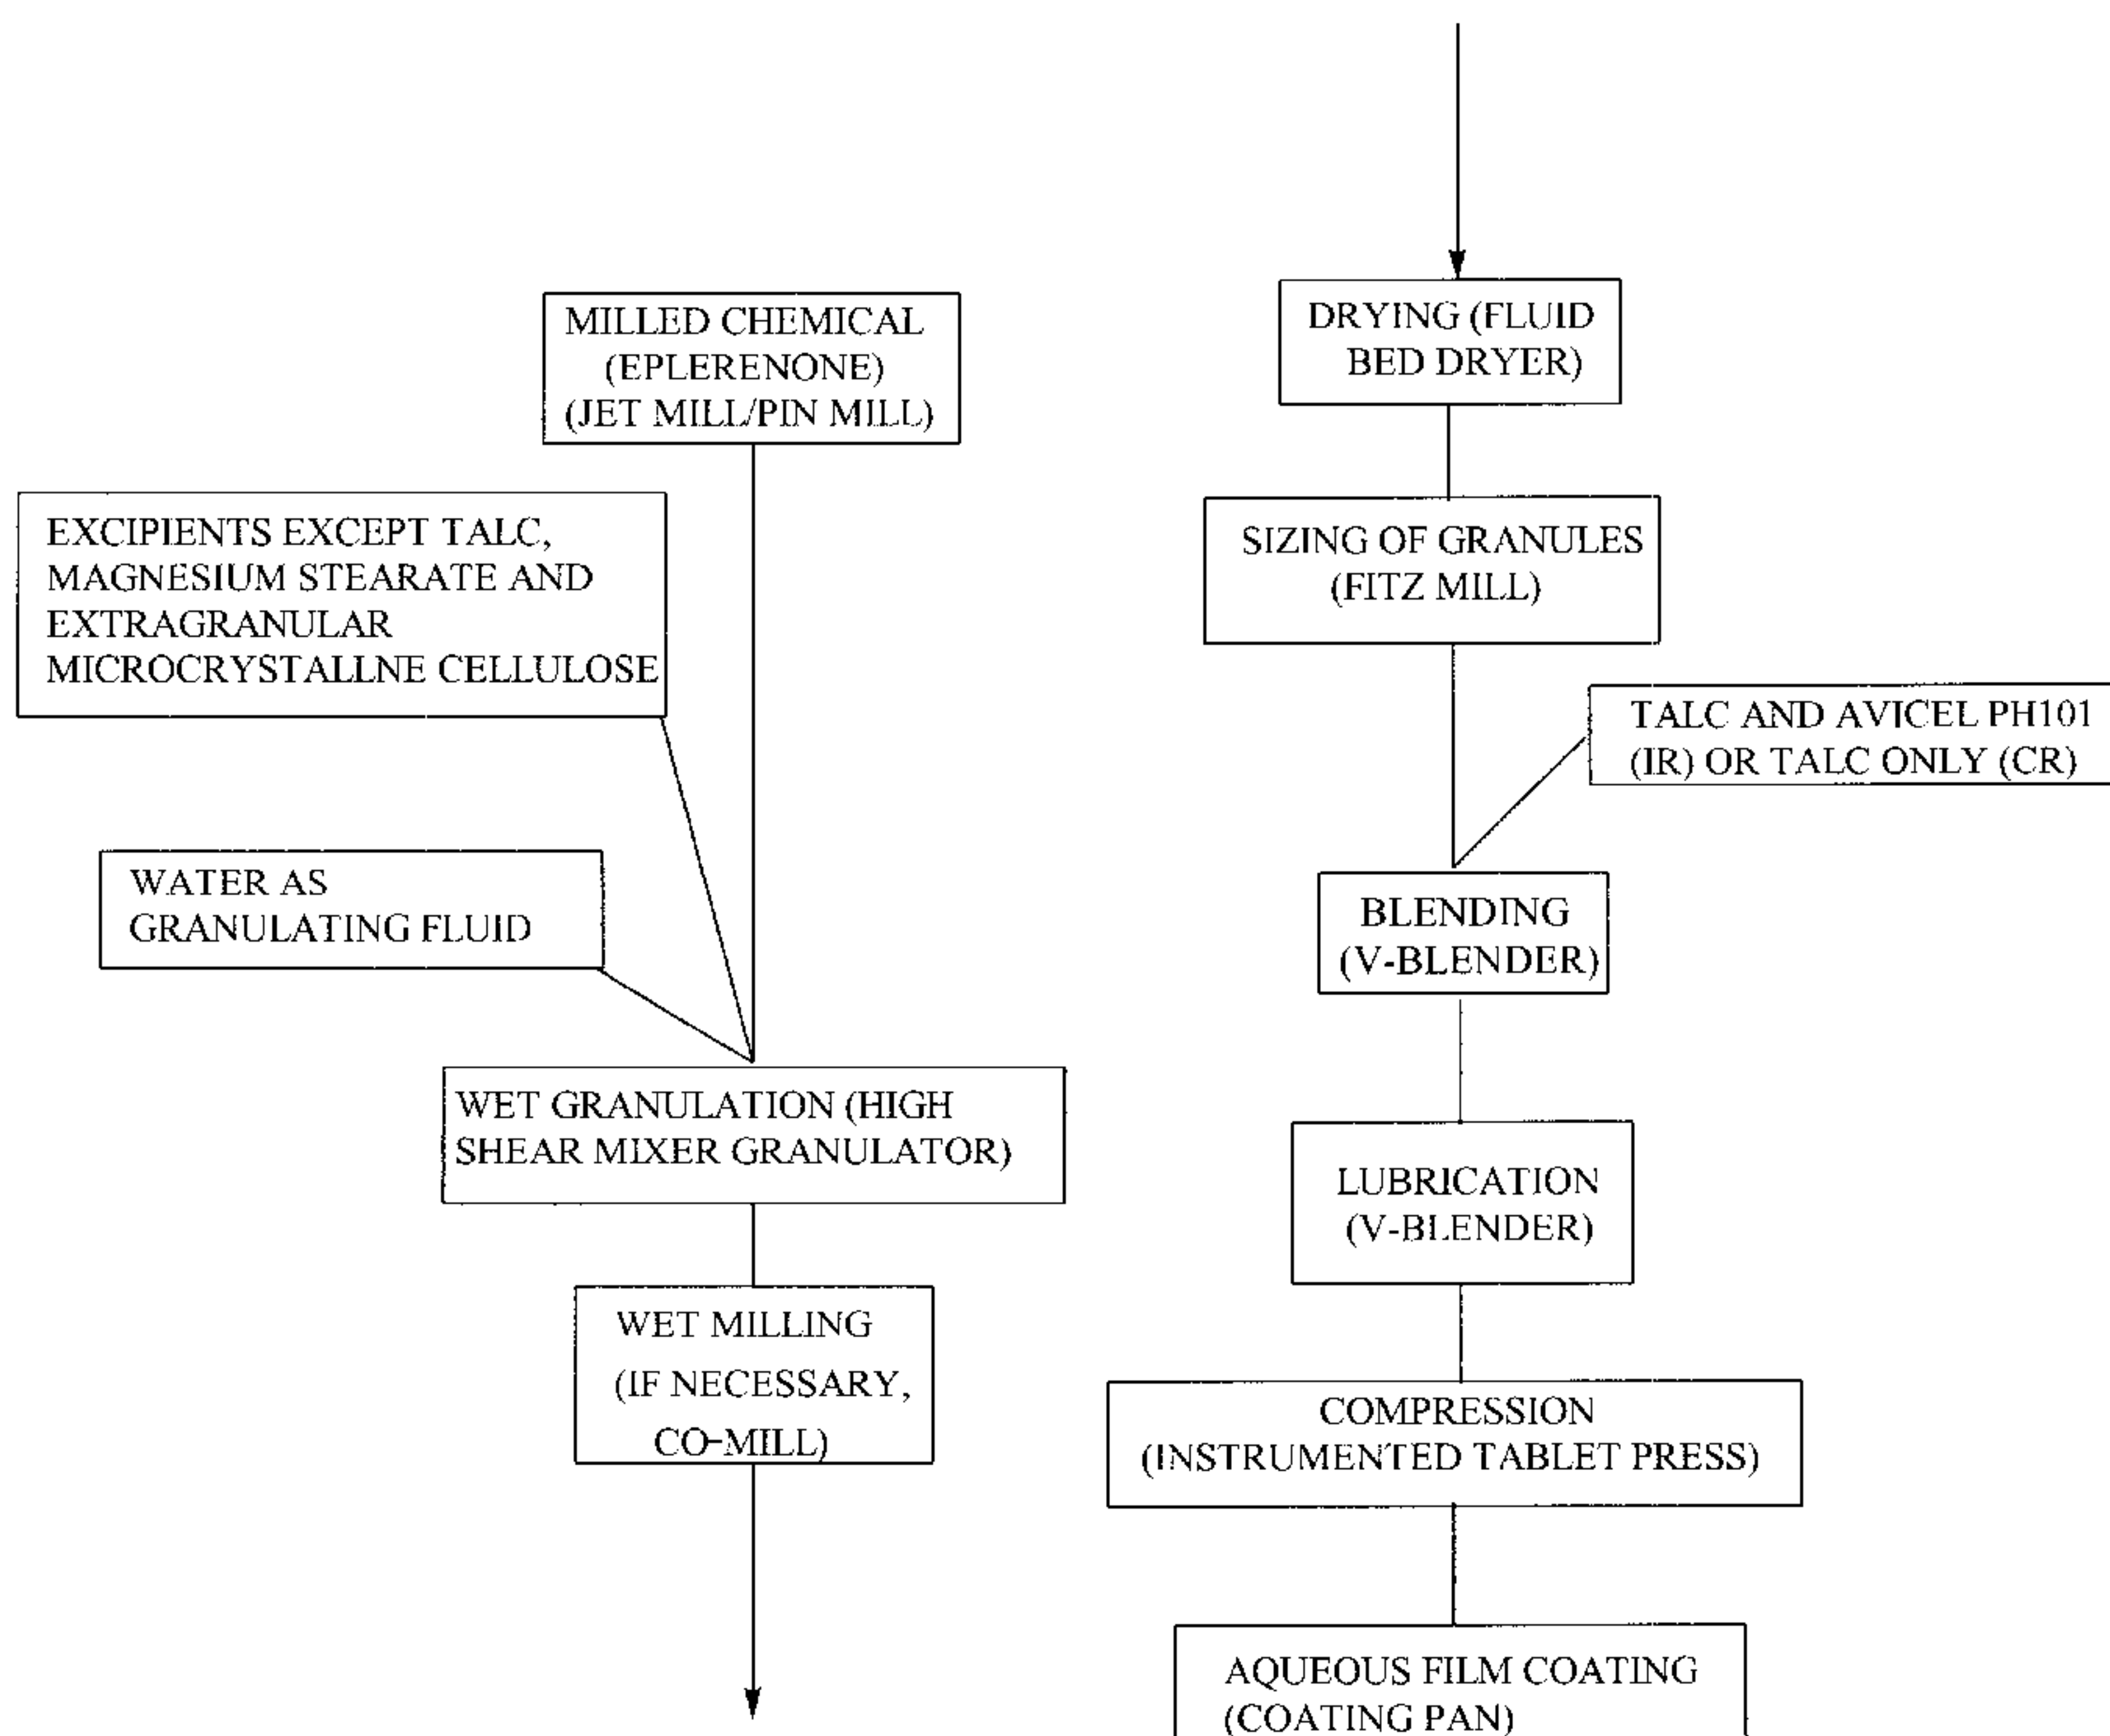 MILLED CHEMICAL
(EPLERENONE)
(JET MILL/PIN MILL)
EXCIPIENTS EXCEPT TALC,
MAGNESIUM STEARATE AND
EXTRAGRANULAR
MICROCRYSTALLNE CELLULOSE
WATER AS
GRANULATING FLUID
WET GRANULATION (HIGH
SHEAR MIXER GRANULATOR)
WET MILLING
(IF NECESSARY,
CO-MILL)
DRYING (FLUID
BED DRYER)
SIZING OF GRANULES
(FITZ MILL)
TALC AND AVICEL PH101
(IR) OR TALC ONLY (CR)
BLENDING
(V-BLENDER)
LUBRICATION
(V-BLENDER)
COMPRESSION
(INSTRUMENTED TABLET PRESS)
AQUEOUS FILM COATING
(COATING PAN)